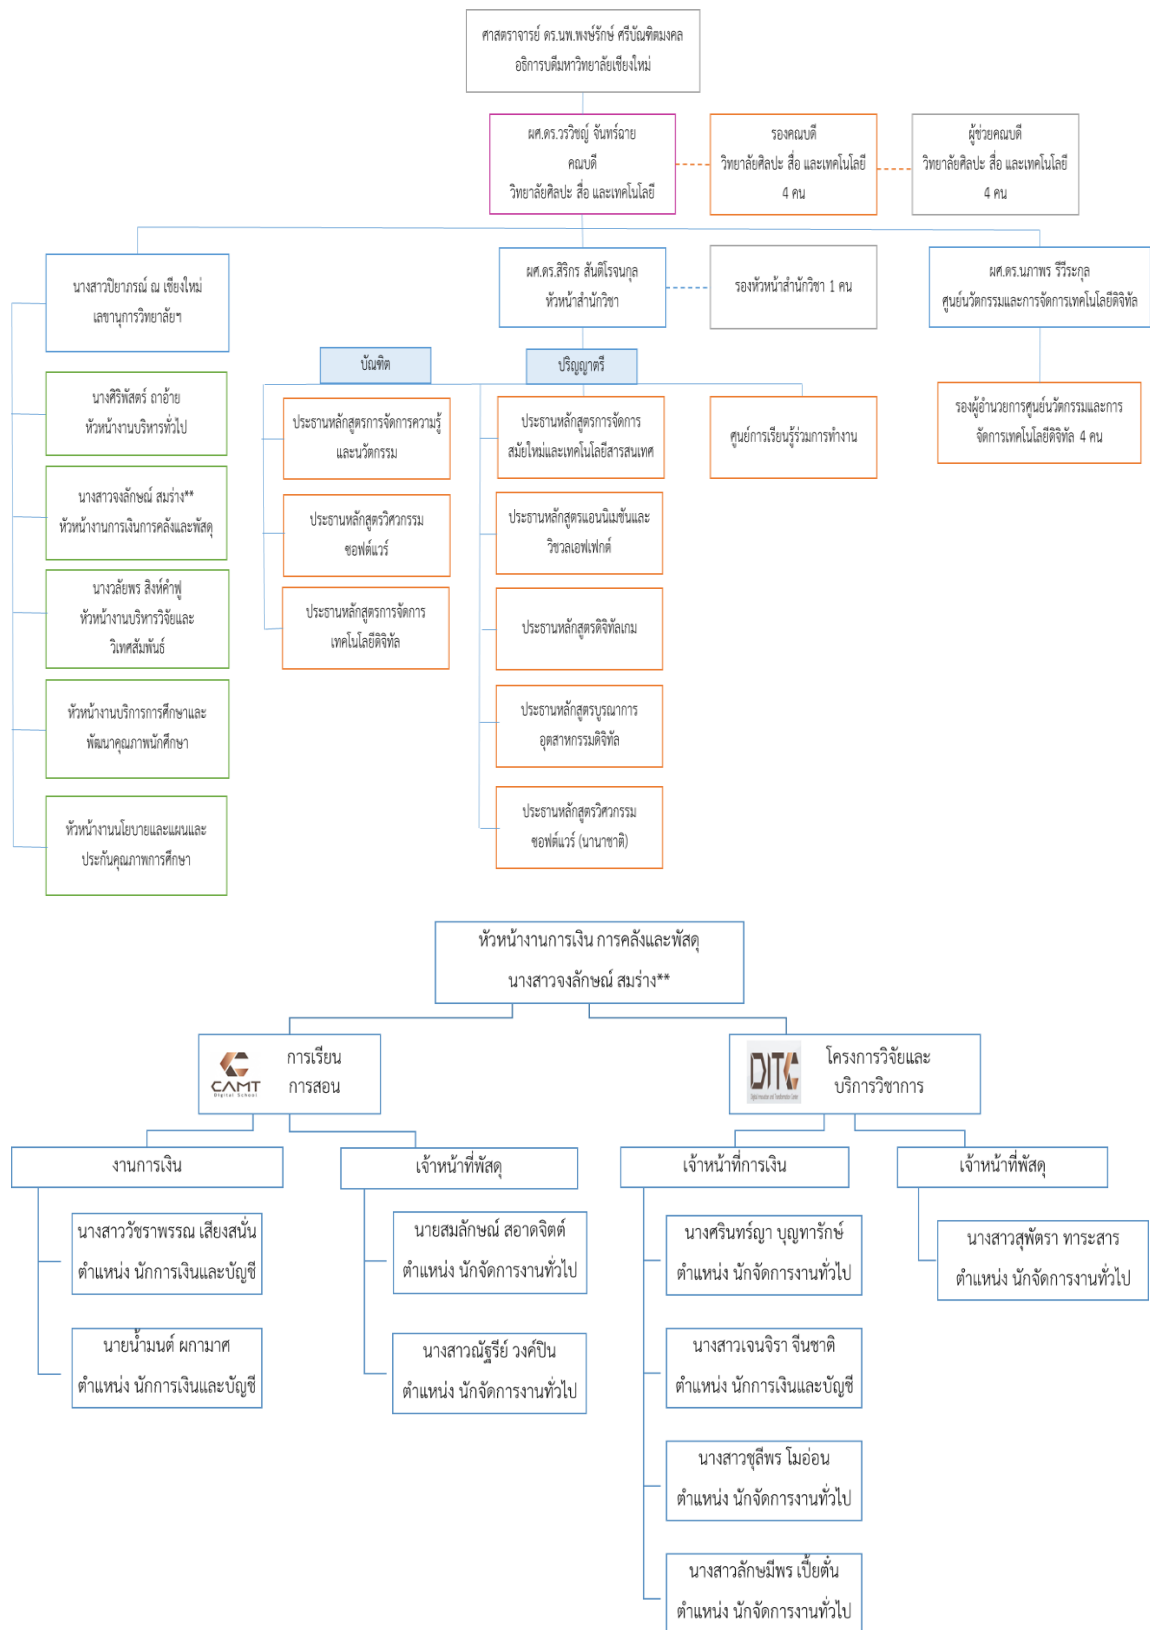 ศาสตราจารย์ ดร.นพ.พงษ์รักษ์ ศรีบัณฑิตมงคล
อธิการบดีมหาวิทยาลัยเชียงใหม่
ผศ.ดร.วรวิชญ์ จันทร์ฉาย
คณบดี
วิทยาลัยศิลปะ สื่อ และเทคโนโลยี
รองคณบดี
วิทยาลัยศิลปะ สื่อ และเทคโนโลยี
4 คน
ผู้ช่วยคณบดี
วิทยาลัยศิลปะ สื่อ และเทคโนโลยี
4 คน
นางสาวปิยาภรณ์ ณ เชียงใหม่
เลขานุการวิทยาลัยฯ
ผศ.ดร.สิริกร สันติโรจนกุล
หัวหน้าสำนักวิชา
รองหัวหน้าสำนักวิชา 1 คน
ผศ.ดร.นภาพร รีวีระกุล
ศูนย์นวัตกรรมและการจัดการเทคโนโลยีดิจิทัล
นางศิริพัสตร์ ถาอ้าย
หัวหน้างานบริหารทั่วไป
นางสาวจงลักษณ์ สมร่าง**
หัวหน้างานการเงินการคลังและพัสดุ
นางวลัยพร สิงห์คำฟู
หัวหน้างานบริหารวิจัยและ
วิเทศสัมพันธ์
หัวหน้างานบริการการศึกษาและ
พัฒนาคุณภาพนักศึกษา
หัวหน้างานนโยบายและแผนและ
ประกันคุณภาพการศึกษา
บัณฑิต
ประธานหลักสูตรการจัดการความรู้
และนวัตกรรม
ประธานหลักสูตรวิศวกรรม
ซอฟต์แวร์
ประธานหลักสูตรการจัดการ
เทคโนโลยีดิจิทัล
ปริญญาตรี
ประธานหลักสูตรการจัดการ
สมัยใหม่และเทคโนโลยีสารสนเทศ
ประธานหลักสูตรแอนนิเมชันและ
วิชวลเอฟเฟกต์
ประธานหลักสูตรดิจิทัลเกม
ประธานหลักสูตรบูรณาการ
อุตสาหกรรมดิจิทัล
ประธานหลักสูตรวิศวกรรม
ซอฟต์แวร์ (นานาชาติ)
ศูนย์การเรียนรู้ร่วมการทำงาน
รองผู้อำนวยการศูนย์นวัตกรรมและการ
จัดการเทคโนโลยีดิจิทัล 4 คน
หัวหน้างานการเงิน การคลังและพัสดุ
นางสาวจงลักษณ์ สมร่าง**
CAMT
Digital School
การเรียน
การสอน
DITC
Digital Innovation and Transformation Center
โครงการวิจัยและ
บริการวิชาการ
งานการเงิน
นางสาววัชราพรรณ เสียงสนั่น
ตำแหน่ง นักการเงินและบัญชี
นายน้ำมนต์ ผกามาศ
ตำแหน่ง นักการเงินและบัญชี
เจ้าหน้าที่พัสดุ
นายสมลักษณ์ สอาดจิตต์
ตำแหน่ง นักจัดการงานทั่วไป
นางสาวณัฐรีย์ วงค์ปิน
ตำแหน่ง นักจัดการงานทั่วไป
เจ้าหน้าที่การเงิน
นางศรินทร์ญา บุญทารักษ์
ตำแหน่ง นักจัดการงานทั่วไป
นางสาวเจนจิรา จีนชาติ
ตำแหน่ง นักการเงินและบัญชี
นางสาวชุลีพร โมอ่อน
ตำแหน่ง นักจัดการงานทั่วไป
นางสาวลักษมีพร เปี้ยตั๋น
ตำแหน่ง นักจัดการงานทั่วไป
เจ้าหน้าที่พัสดุ
นางสาวสุพัตรา ทาระสาร
ตำแหน่ง นักจัดการงานทั่วไป